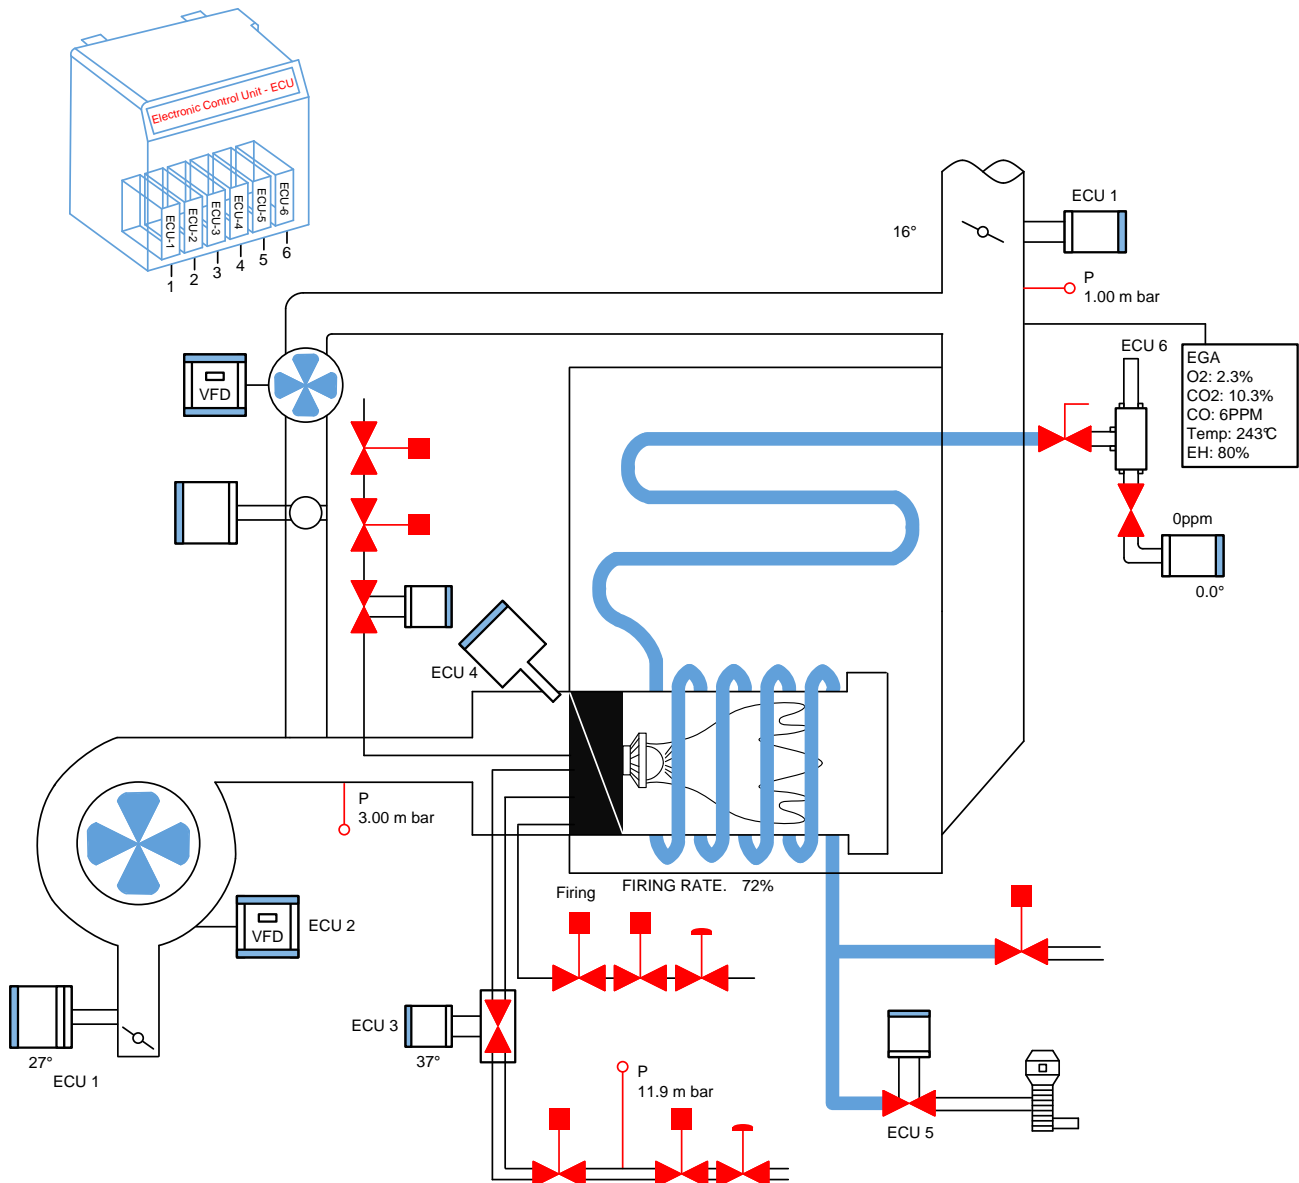 Electronic Control Unit - ECU
ECU-1
ECU-2
ECU-3
ECU-4
ECU-5
ECU-6
1
2
3
4
5
6
ECU 1
16°
P
1.00 m bar
ECU 6
EGA
O2: 2.3%
CO2: 10.3%
CO: 6PPM
Temp: 243℃
EH: 80%
VFD
0ppm
0.0°
ECU 4
P
3.00 m bar
FIRING RATE. 72%
Firing
VFD
ECU 2
ECU 3
37°
27°
ECU 1
P
11.9 m bar
ECU 5